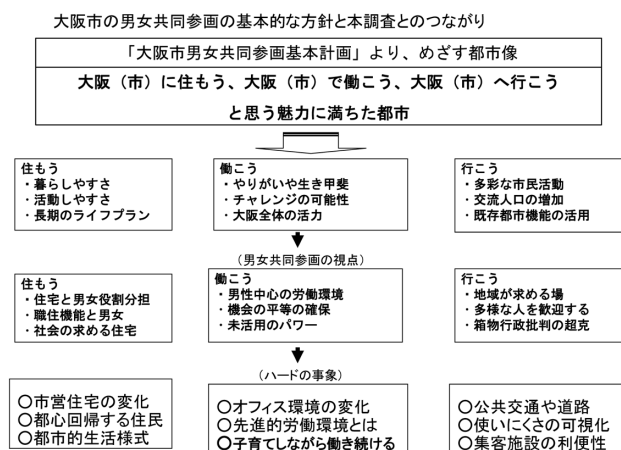 大阪市の男女共同参画の基本的な方針と本調査とのつながり
「大阪市男女共同参画基本計画」より、めざす都市像
大阪（市）に住もう、大阪（市）で働こう、大阪（市）へ行こう
と思う魅力に満ちた都市
住もう
・暮らしやすさ
・活動しやすさ
・長期のライフプラン
働こう
・やりがいや生き甲斐
・チャレンジの可能性
・大阪全体の活力
行こう
・多彩な市民活動
・交流人口の増加
・既存都市機能の活用
（男女共同参画の視点）
住もう
・住宅と男女役割分担
・職住機能と男女
・社会の求める住宅
働こう
・男性中心の労働環境
・機会の平等の確保
・未活用のパワー
行こう
・地域が求める場
・多様な人を歓迎する
・箱物行政批判の超克
（ハードの事象）
〇市営住宅の変化
〇都心回帰する住民
〇都市的生活様式
〇オフィス環境の変化
〇先進的労働環境とは
〇子育てしながら働き続ける
〇公共交通や道路
〇使いにくさの可視化
〇集客施設の利便性